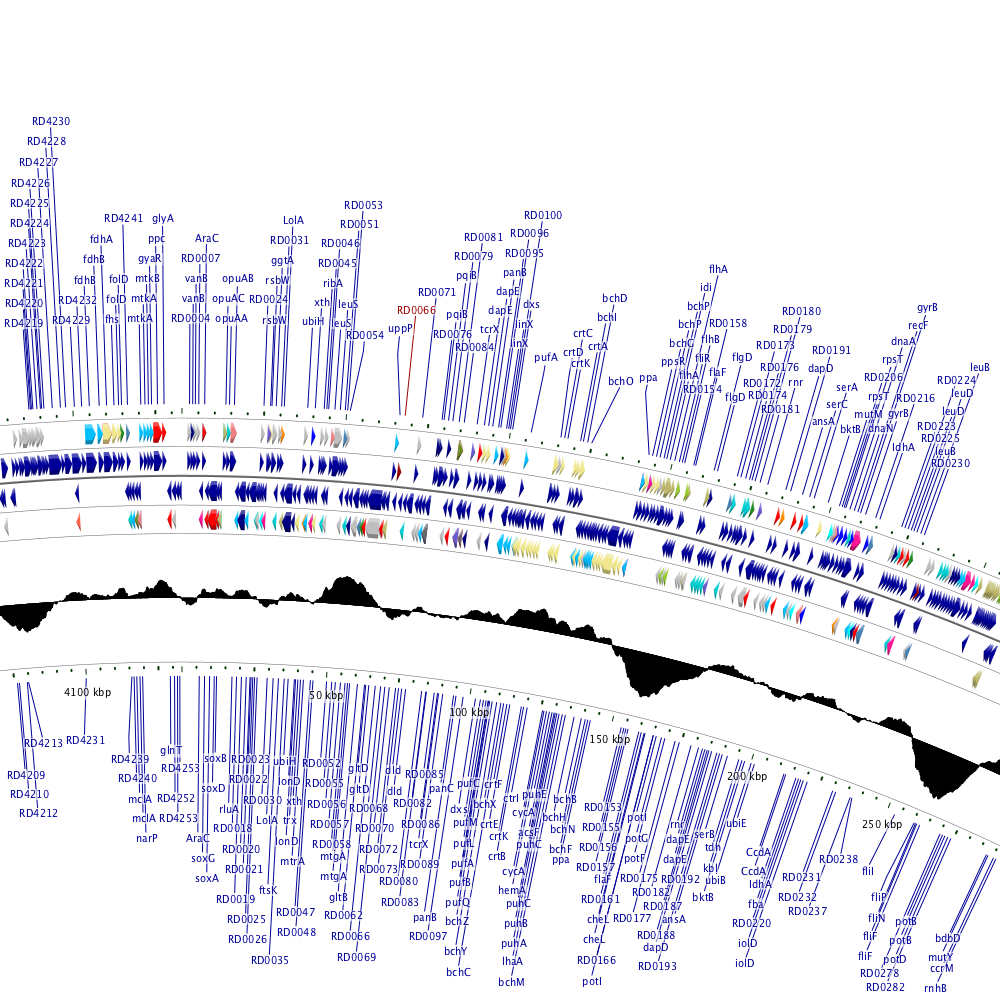 RD4230
RD4228
RD4227
RD4226
RD4225
RD4224
RD4223
RD4222
RD4221
RD4220
RD4219
fdhA
fdhB
fdhB
RD4232
RD4229
RD4241
folD
folD
fhs
glyA
ppc
gyaR
mtkB
mtkA
mtkA
AraC
RD0007
vanB
vanB
RD0004
opuAB
opuAC
opuAA
LolA
RD0031
ggtA
rsbW
RD0024
rsbW
RD0053
RD0051
RD0046
RD0045
ribA
xth
leuS
ubiH
leuS
RD0054
uppP
RD0066
RD0071
RD0081
RD0079
pqiB
pqiB
RD0076
RD0084
RD0100
RD0096
RD0095
panB
dapE
dapE
dxs
tcrX
linX
linX
pufA
bchD
bchI
crtC
crtA
crtD
crtK
bchO
ppa
flhA
idi
bchP
bchP
RD0158
bchG
flhB
ppsR
fliR
flhA
flaF
RD0154
flgD
flgD
RD0180
RD0179
RD0173
RD0176
RD0172
rnr
RD0174
RD0181
RD0191
dapD
serA
serC
ansA
bktB
gyrB
recF
dnaA
rpsT
RD0206
rpsT
RD0216
mutM
gyrB
dnaN
ldhA
leuB
RD0224
leuD
leuD
RD0223
RD0225
leuB
RD0230
4100 kbp
50 kbp
100 kbp
150 kbp
200 kbp
250 kbp
RD4213
RD4231
RD4209
RD4210
RD4212
RD4239
RD4240
mclA
mclA
narP
glnT
RD4253
RD4252
RD4253
AraC
soxG
soxA
soxB
soxD
RD0023
RD0022
rluA
RD0018
RD0020
RD0021
RD0019
RD0025
RD0026
RD0030
LolA
ftsK
RD0035
ubiH
lonD
xth
trx
lonD
mtrA
RD0047
RD0048
RD0052
RD0055
RD0056
RD0057
RD0058
mtgA
mtgA
gltB
RD0062
RD0066
RD0069
gltD
gltD
RD0068
RD0070
RD0072
RD0073
RD0080
RD0083
dld
dld
RD0082
RD0085
RD0086
tcrX
RD0089
panB
RD0097
panC
dxs
pufC
pufM
pufL
pufA
pufB
pufQ
bchZ
bchY
bchC
crtF
bchX
crtE
crtK
crtB
crtI
punE
cycA
acsF
puhC
cycA
hemA
punC
punB
puhA
lhaA
bchM
bchB
bchH
bchN
bchF
ppa
RD0153
RD0155
RD0156
RD0157
flaF
RD0161
cheL
cheL
RD0166
potI
potI
potG
potF
RD0175
RD0177
rnr
dapE
dapE
RD0192
RD0182
RD0187
ansA
RD0188
dapD
RD0193
serB
tdh
kbl
ubiB
bktB
ubiE
CcdA
CcdA
ldhA
fba
RD0220
iolD
iolD
RD0231
RD0232
RD0237
RD0238
fliI
fliP
fliN
fliF
fliF
potB
potB
potD
RD0278
RD0282
bdbD
mutY
ccrM
rnhB